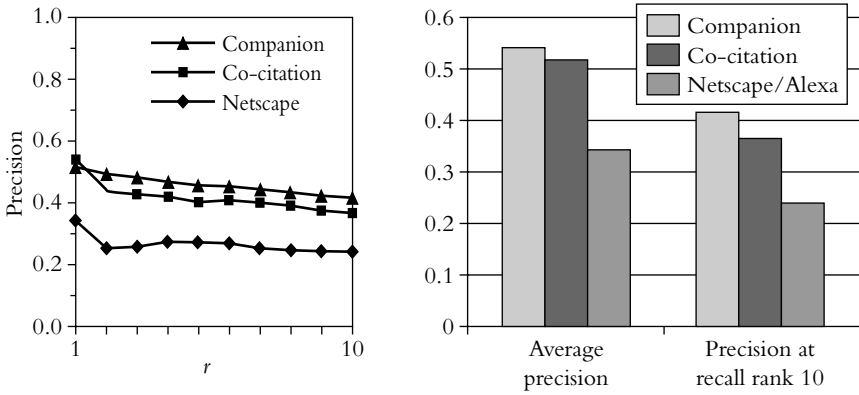 1.0
0.8
0.6
0.4
0.2
0.0
Precision
Companion
Co-citation
Netscape
1
10
r
0.6
0.5
0.4
0.3
0.2
0.1
0
Companion
Co-citation
Netscape/Alexa
Average
precision
Precision at
recall rank 10